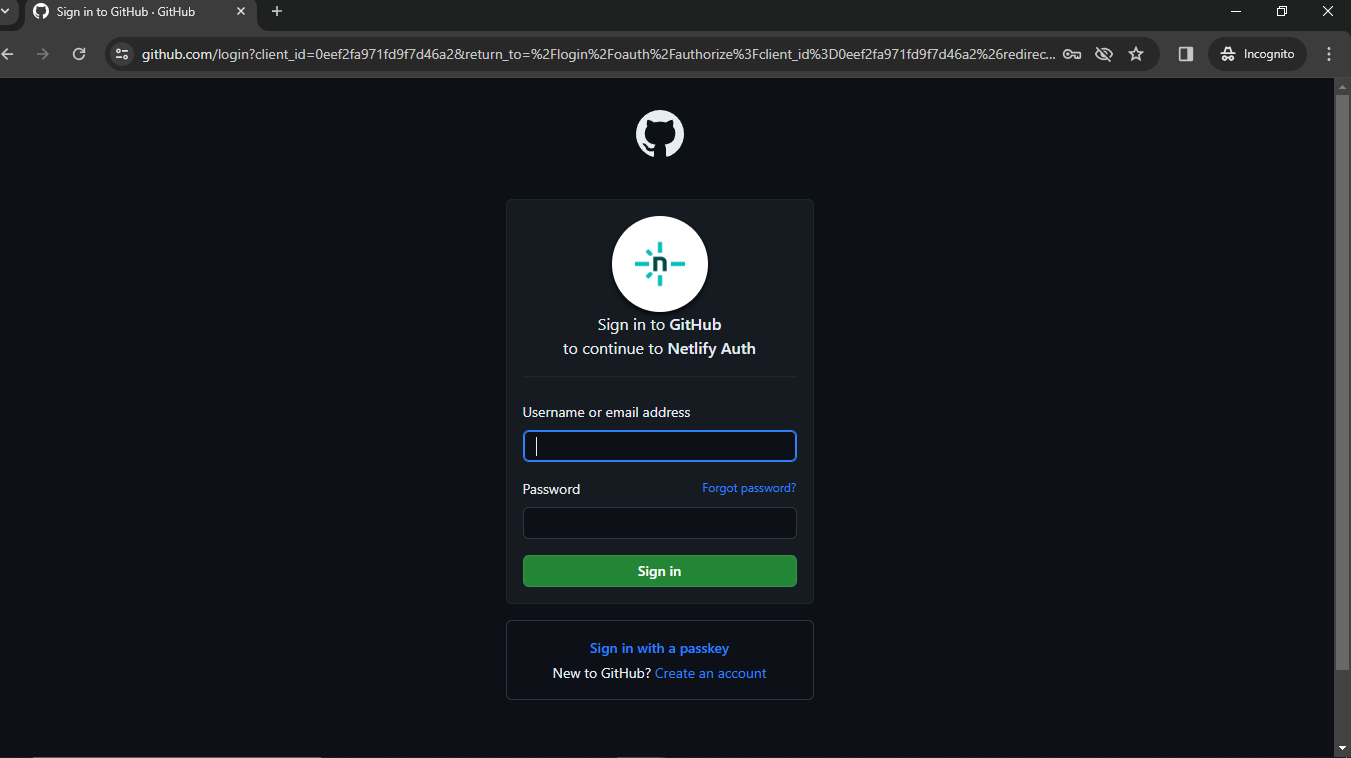 Sign in to GitHub · GitHub
github.com/login?client_id=0eef2fa971fd9f7d46a2&return_to=%2Flogin%2Foauth%2Fauthorize%3Fclient_id%3D0eef2fa971fd9f7d46a2%26redirec...
Incognito
n
Sign in to GitHub
to continue to Netlify Auth
Username or email address
Password
Forgot password?
Sign in
Sign in with a passkey
New to GitHub? Create an account